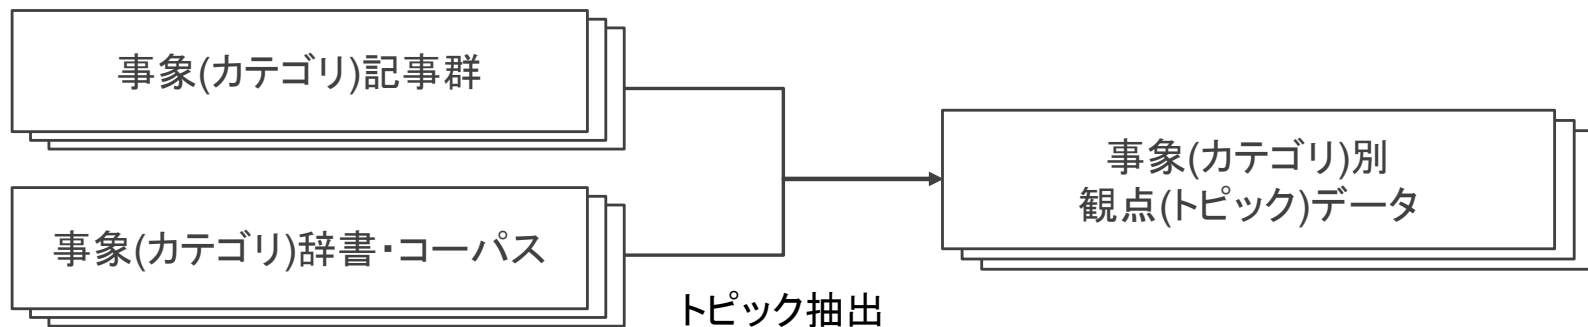 事象(カテゴリ)記事群
事象(カテゴリ)辞書・コーパス
トピック抽出
事象(カテゴリ)別
観点(トピック)データ